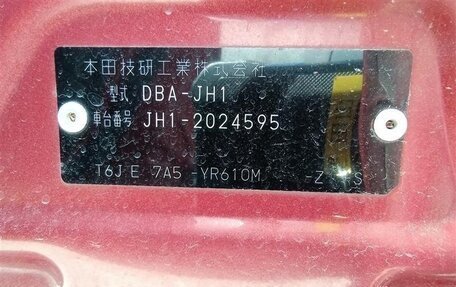 本田技研工業株式会社
型式 DBA-JH1
車台番号 JH1-2024595
T6J E 7A5 -YR610M -Z S